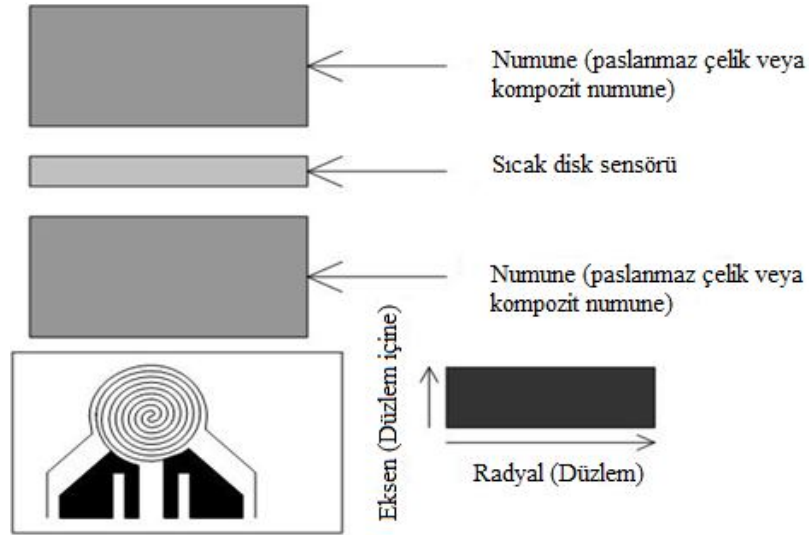 Numune (paslanmaz çelik veya
kompozit numune)
Sıcak disk sensörü
Numune (paslanmaz çelik veya
kompozit numune)
Eksen (Düzlem içine)
Radyal (Düzlem)